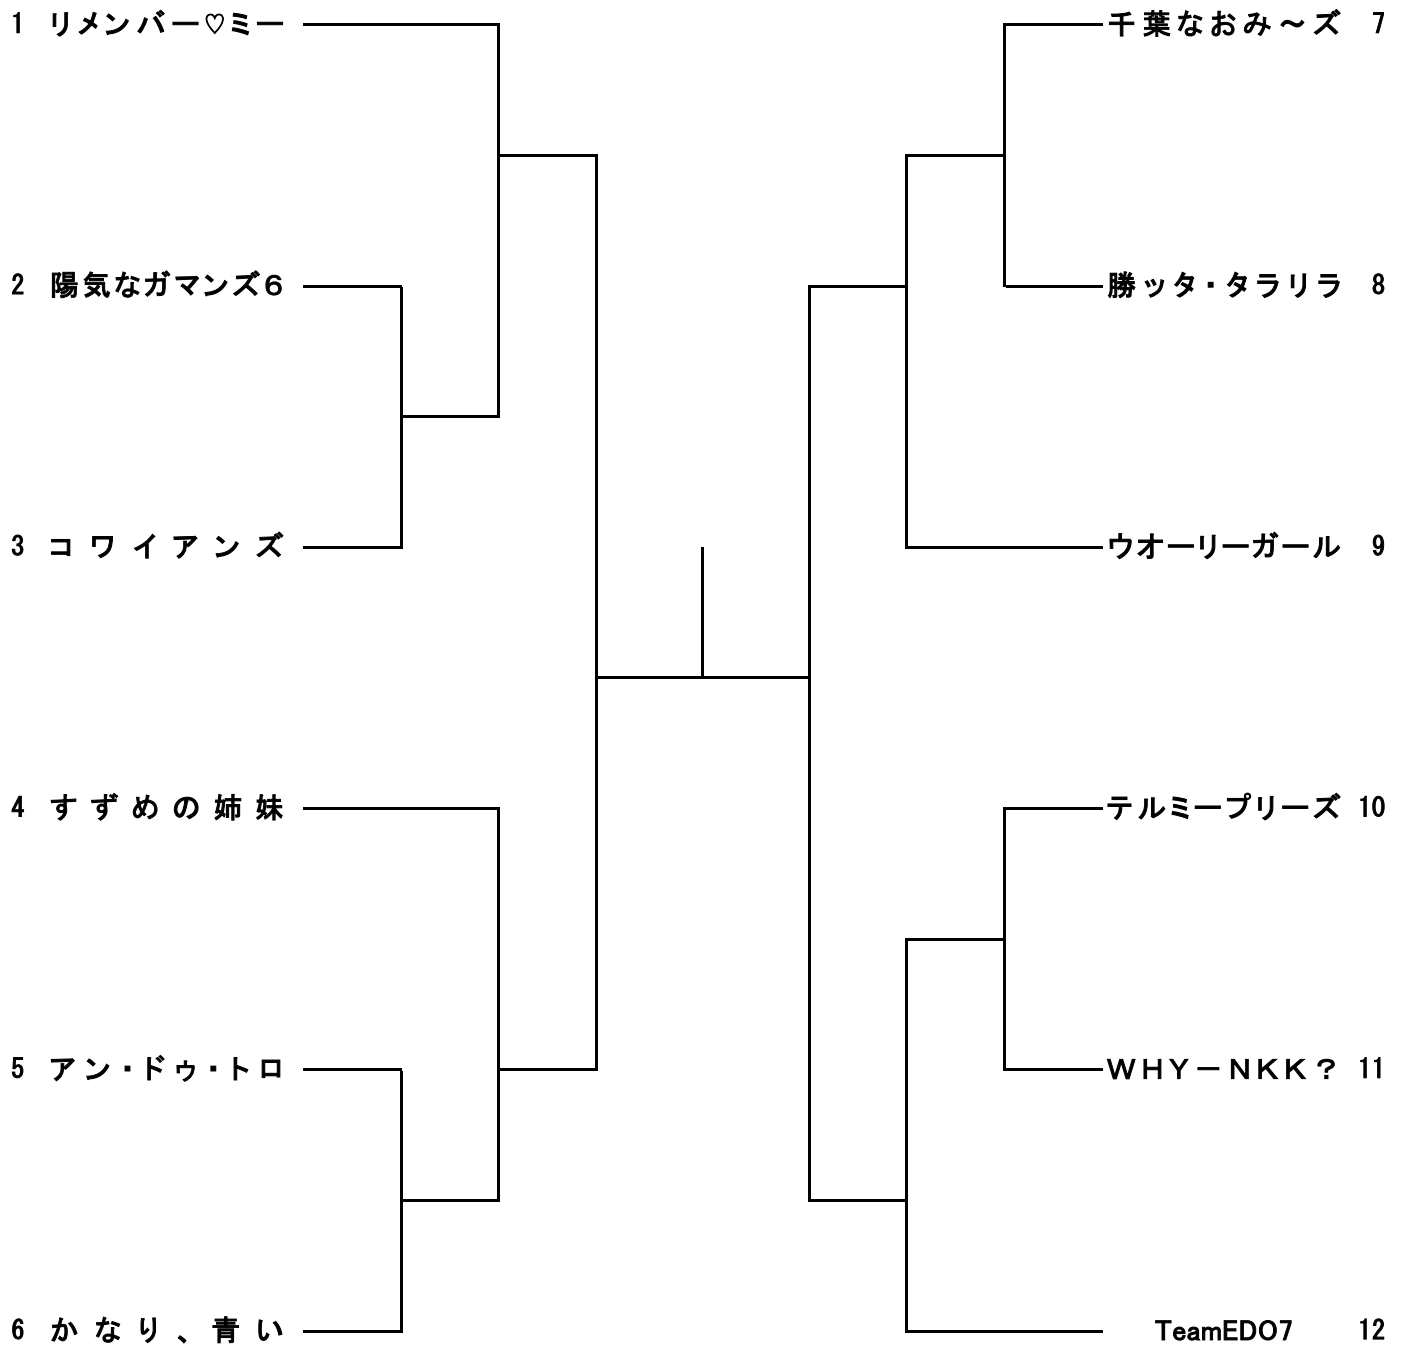 1 リメンバー♡ミー
2 陽気なガマンズ６
3 コワイアンズ
4 すずめの姉妹
5 アン・ドゥ・トロ
6 かなり、青い
千葉なおみ～ズ 7
勝ッタ・タラリラ 8
ウオーリーガール 9
テルミープリーズ 10
ＷＨＹ－ＮＫＫ？ 11
TeamEDO7 12